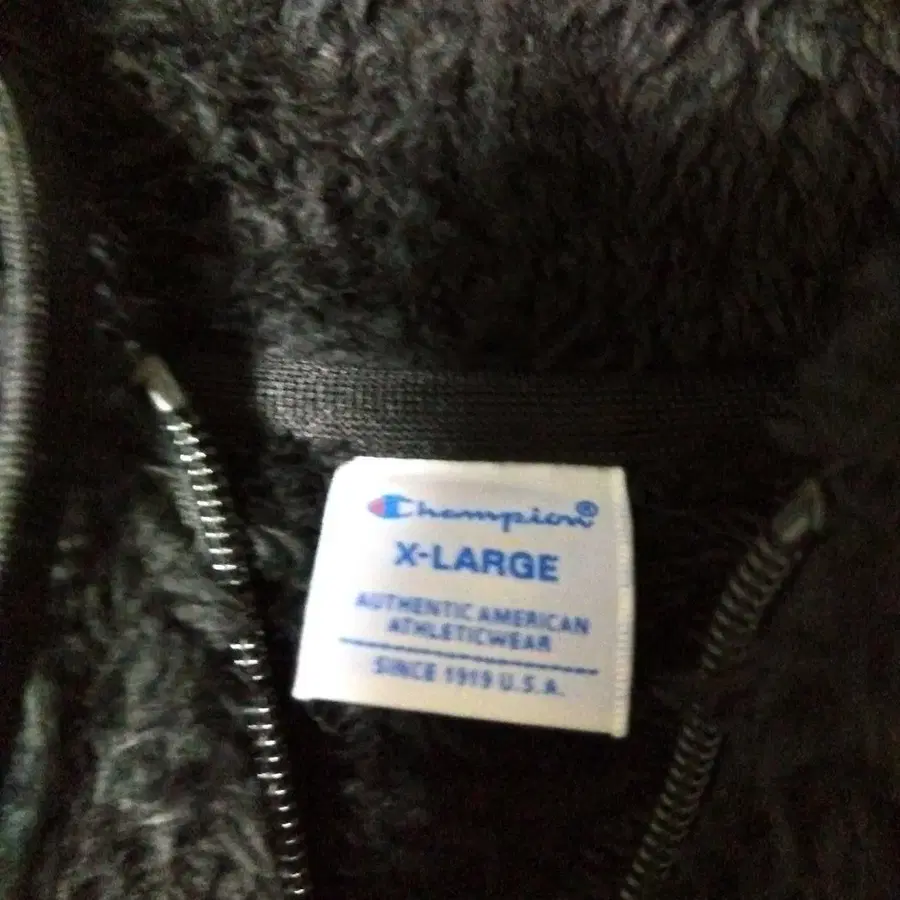 Champion®
X-LARGE
AUTHENTIC AMERICAN
ATHLETICWEAR
SINCE 1919 U.S.A.